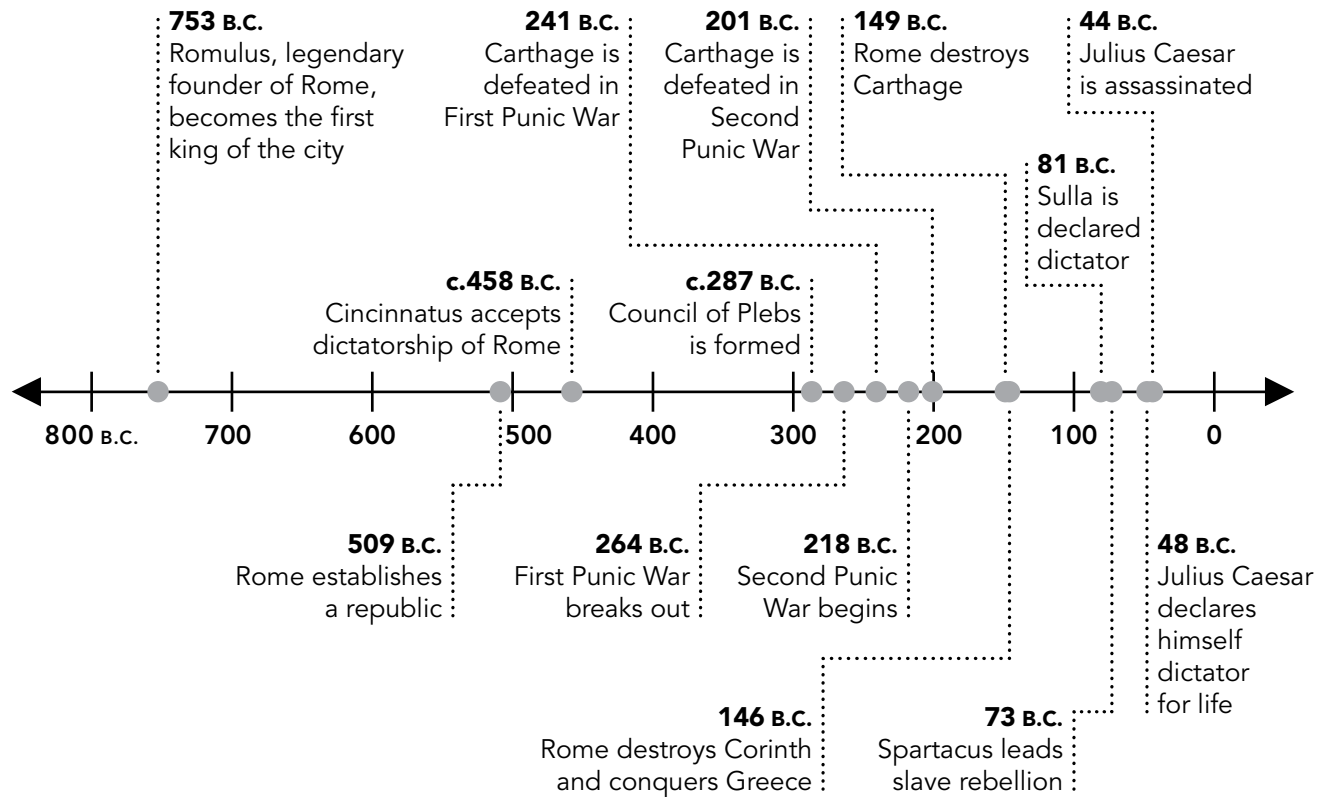 753 B.C.
Romulus, legendary
founder of Rome,
becomes the first
king of the city
241 B.C.
Carthage is
defeated in
First Punic War
201 B.C.
Carthage is
defeated in
Second
Punic War
149 B.C.
Rome destroys
Carthage
44 B.C.
Julius Caesar
is assassinated
81 B.C.
Sulla is
declared
dictator
c.458 B.C.
Cincinnatus accepts
dictatorship of Rome
c.287 B.C.
Council of Plebs
is formed
800 B.C. 700 600 500 400 300 200 100 0
509 B.C.
Rome establishes
a republic
264 B.C.
First Punic War
breaks out
218 B.C.
Second Punic
War begins
48 B.C.
Julius Caesar
declares
himself
dictator
for life
146 B.C.
Rome destroys Corinth
and conquers Greece
73 B.C.
Spartacus leads
slave rebellion